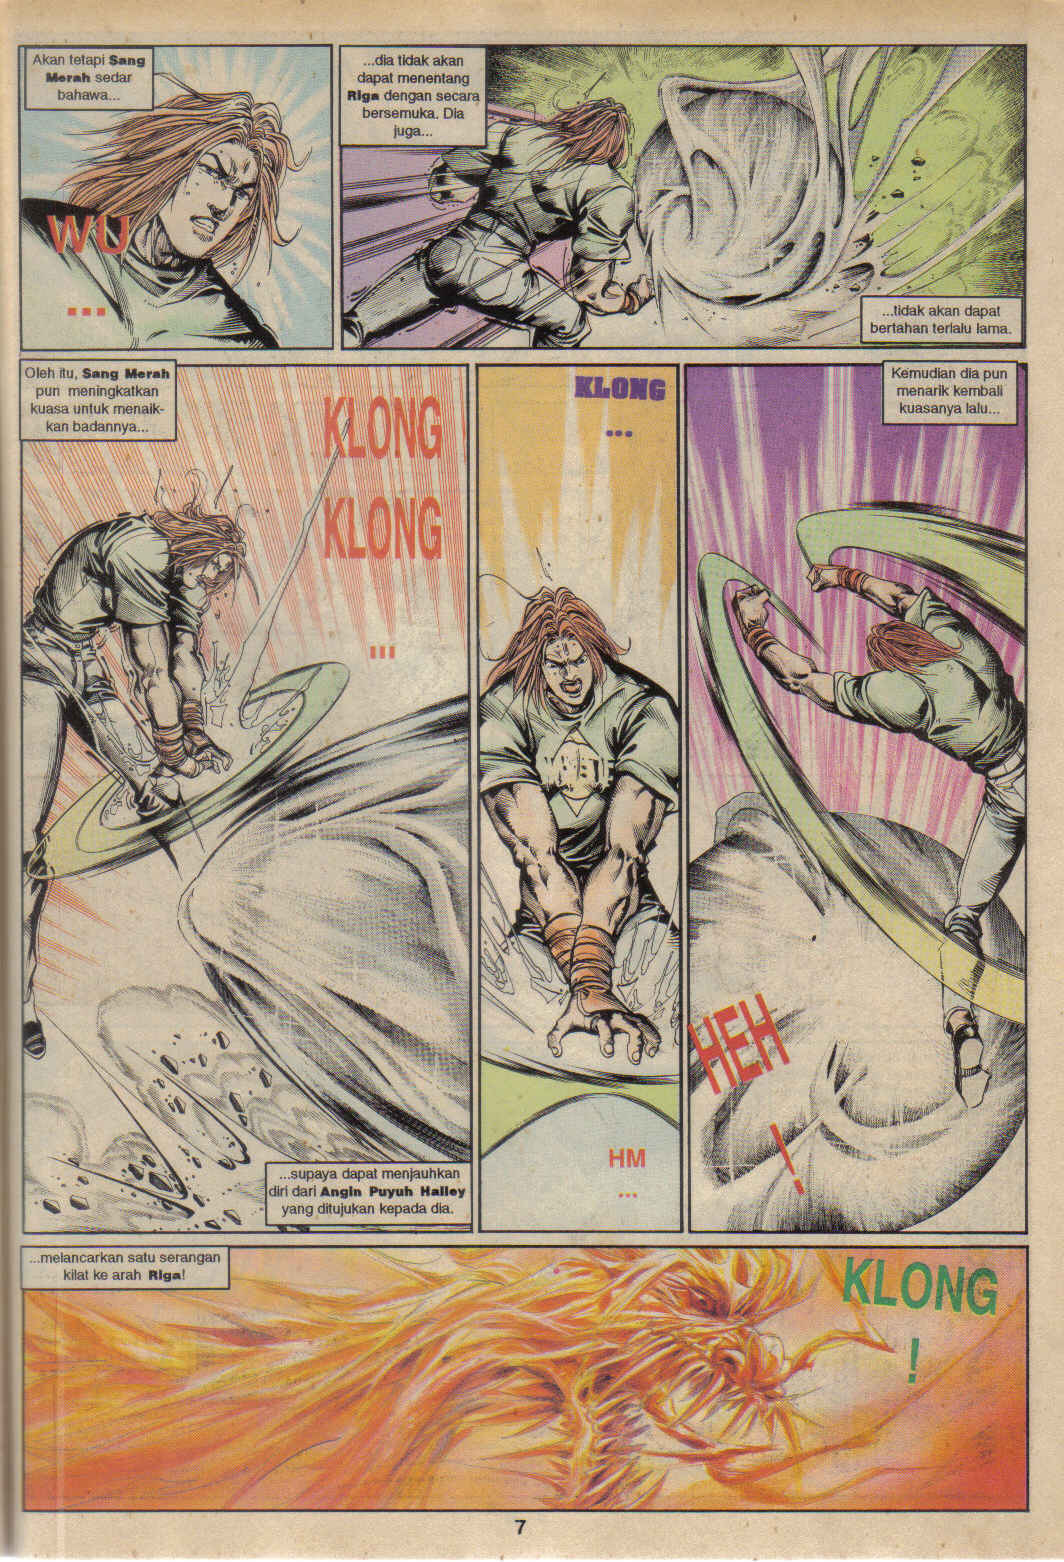 Akan tetapi Sang
Merah sedar
bahawa...
WU
...
...dia tidak akan
dapat menentang
Riga dengan secara
bersemuka. Dia
juga...
...tidak akan dapat
bertahan terlalu lama.
Oleh itu, Sang Merah
pun meningkatkan
kuasa untuk menaik-
kan badannya...
KLONG
KLONG
...
...supaya dapat menjauhkan
diri dari Angin Puyuh Halley
yang ditujukan kepada dia.
KLONG
...
HM
...
Kemudian dia pun
menarik kembali
kuasanya lalu...
HEH
!
...melancarkan satu serangan
kilat ke arah Riga!
KLONG
!
7